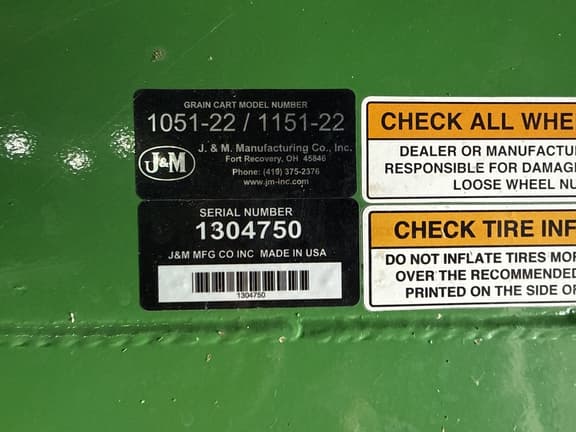 GRAIN CART MODEL NUMBER
1051-22 / 1151-22
J&M
J. & M. Manufacturing Co., Inc.
Fort Recovery, OH 45846
Phone: (419) 375-2376
www.jm-inc.com
SERIAL NUMBER
1304750
J&M MFG CO INC MADE IN USA
1304750
CHECK ALL WHE
DEALER OR MANUFACTU
RESPONSIBLE FOR DAMAG
LOOSE WHEEL NU
CHECK TIRE INF
DO NOT INFLATE TIRES MOR
OVER THE RECOMMENDED
PRINTED ON THE SIDE OF